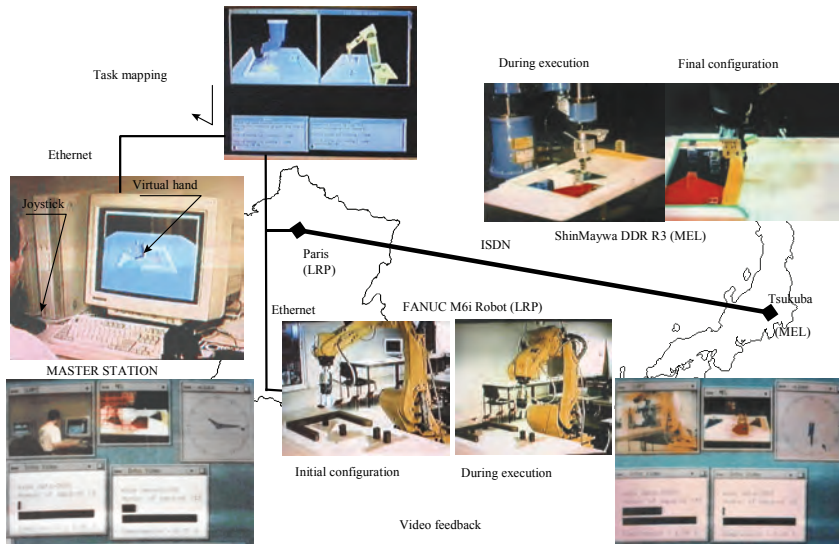 During execution
Final configuration
Task mapping
Ethernet
Virtual hand
Joystick
ISDN
ShinMaywa DDR R3 (MEL)
Paris
(LRP)
Tsukuba
(MEL)
Ethernet
FANUC M6i Robot (LRP)
MASTER STATION
Initial configuration
During execution
Video feedback